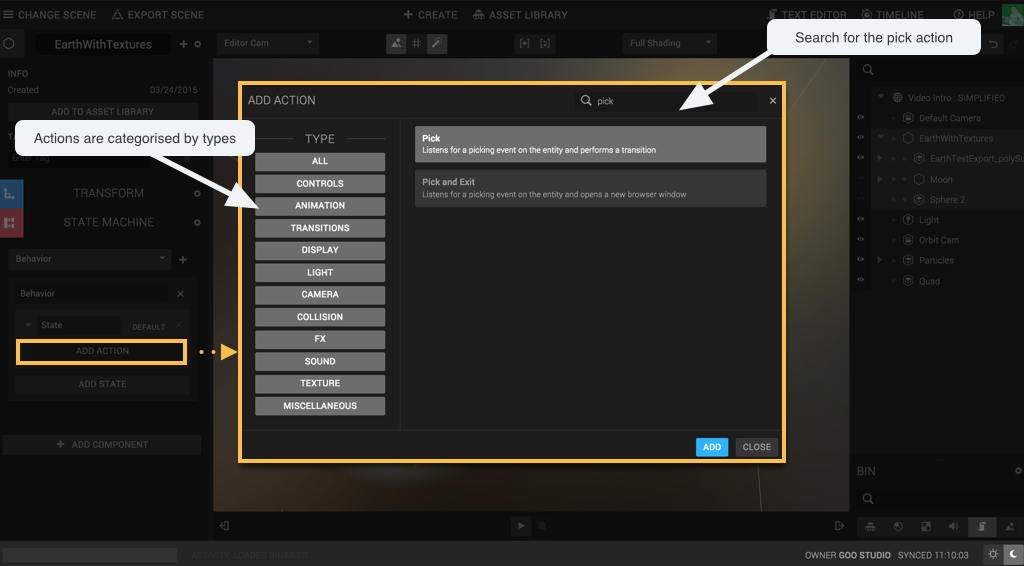 CHANGE SCENE
EXPORT SCENE
CREATE
ASSET LIBRARY
TEXT EDITOR
TIMELINE
HELP
EarthWithTextures
Editor Cam
Full Shading
Search for the pick action
INFO
Created 03/24/2015
ADD TO ASSET LIBRARY
Actions are categorised by types
Enter Tag
TRANSFORM
STATE MACHINE
Behavior
Behavior
State
DEFAULT
ADD ACTION
ADD STATE
ADD COMPONENT
ADD ACTION
pick
TYPE
ALL
CONTROLS
ANIMATION
TRANSITIONS
DISPLAY
LIGHT
CAMERA
COLLISION
FX
SOUND
TEXTURE
MISCELLANEOUS
Pick
Listens for a picking event on the entity and performs a transition
Pick and Exit
Listens for a picking event on the entity and opens a new browser window
ADD
CLOSE
Video Intro : SIMPLIFIED
Default Camera
EarthWithTextures
EarthTestExport_polySu
Moon
Sphere 2
Light
Orbit Cam
Particles
Quad
BIN
ACTIVITY: LOADED BINARIES
OWNER GOO STUDIO SYNCED 11:10:03